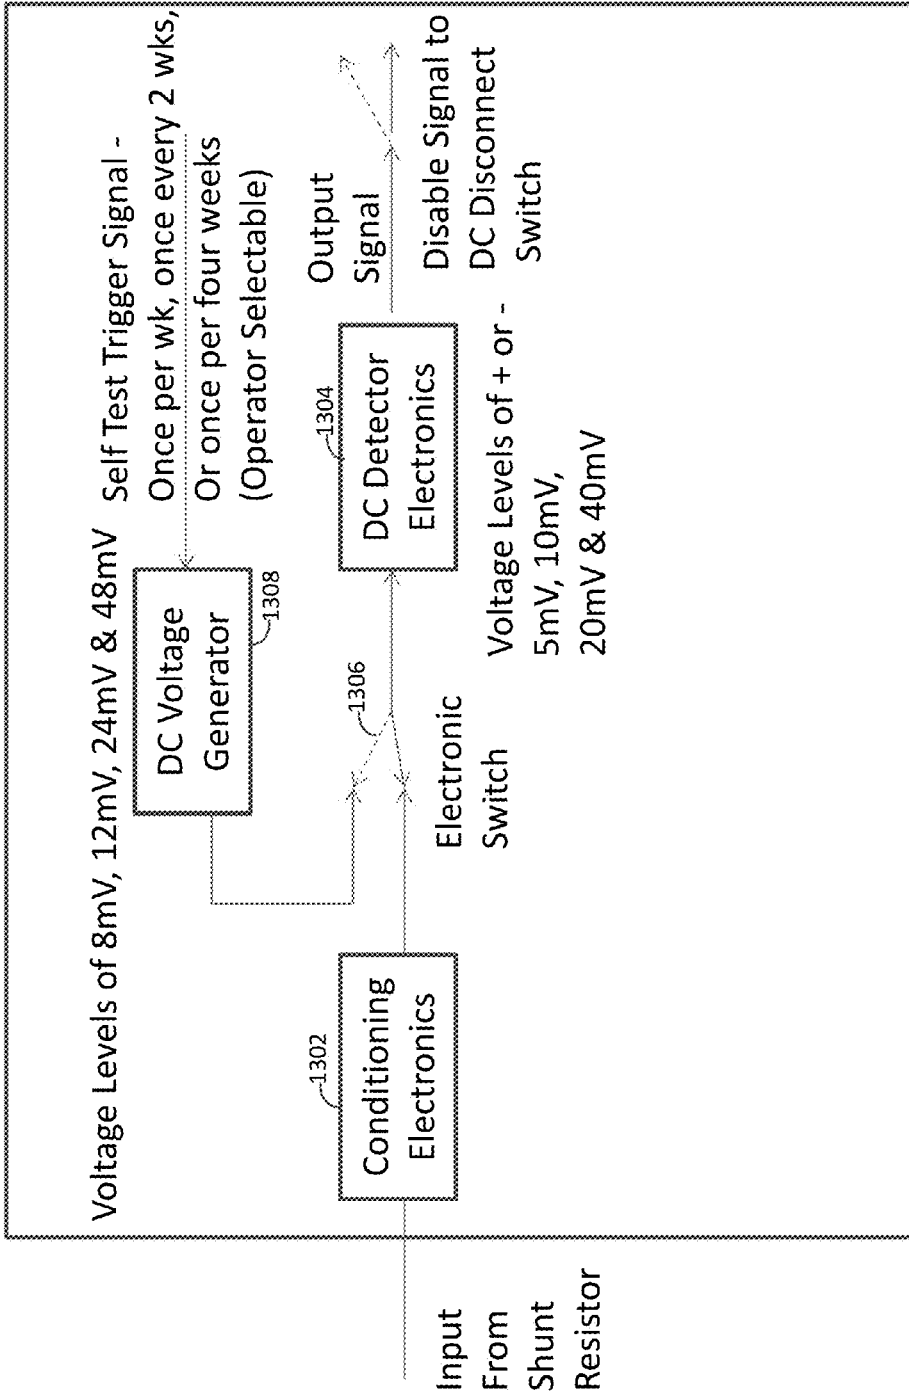 Voltage Levels of 8mV, 12mV, 24mV & 48mV
Self Test Trigger Signal -
Once per wk, once every 2 wks,
Or once per four weeks
(Operator Selectable)
DC Voltage
Generator
1308
Input
From
Shunt
Resistor
1302
Conditioning
Electronics
1306
Electronic
Switch
1304
DC Detector
Electronics
Voltage Levels of + or -
5mV, 10mV,
20mV & 40mV
Output
Signal
Disable Signal to
DC Disconnect
Switch